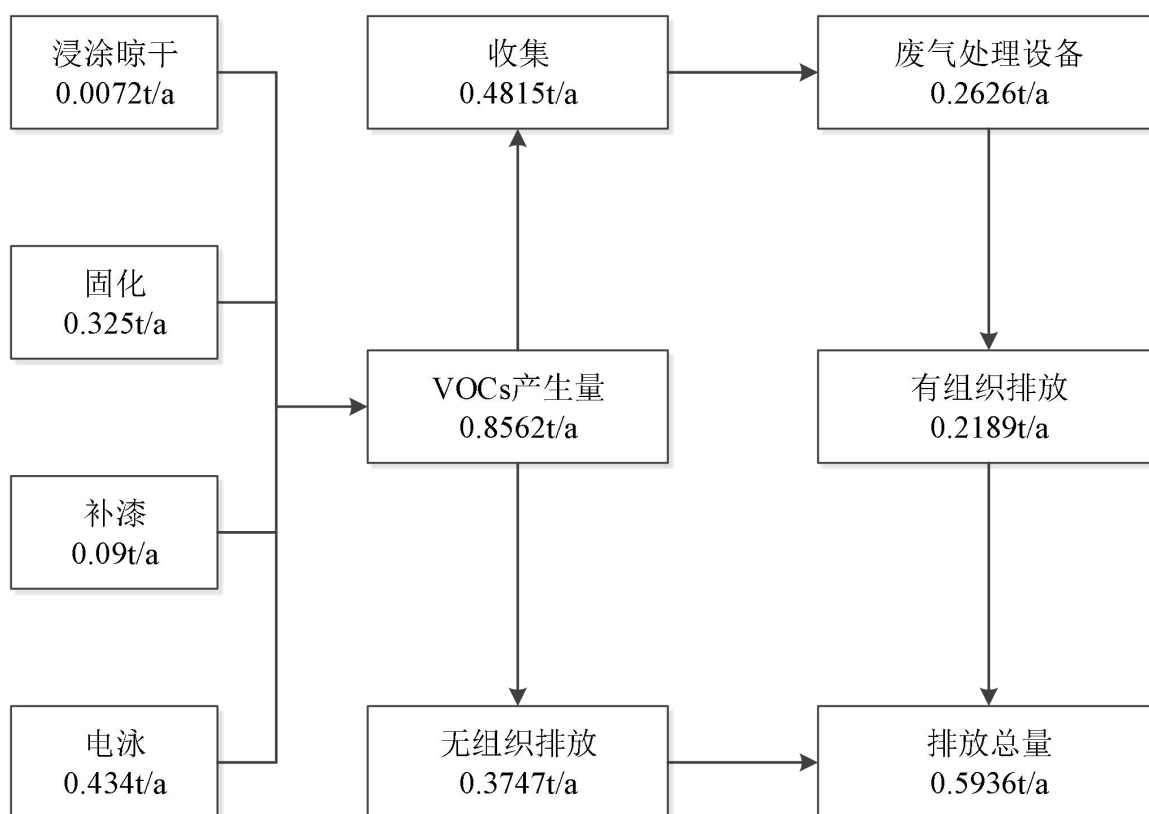 浸涂晾干
0.0072t/a
收集
0.4815t/a
废气处理设备
0.2626t/a
固化
0.325t/a
VOCs产生量
0.8562t/a
有组织排放
0.2189t/a
补漆
0.09t/a
电泳
0.434t/a
无组织排放
0.3747t/a
排放总量
0.5936t/a